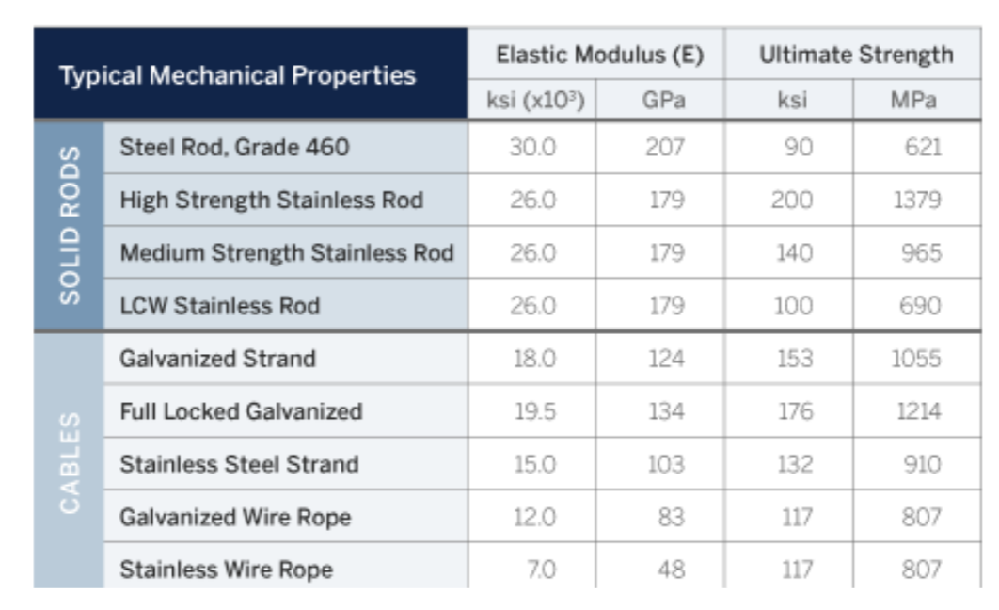 Typical Mechanical Properties Elastic Modulus (E) Ultimate Strength
ksi (x10³) GPa ksi MPa
SOLID RODS
Steel Rod, Grade 460 30.0 207 90 621
High Strength Stainless Rod 26.0 179 200 1379
Medium Strength Stainless Rod 26.0 179 140 965
LCW Stainless Rod 26.0 179 100 690
CABLES
Galvanized Strand 18.0 124 153 1055
Full Locked Galvanized 19.5 134 176 1214
Stainless Steel Strand 15.0 103 132 910
Galvanized Wire Rope 12.0 83 117 807
Stainless Wire Rope 7.0 48 117 807